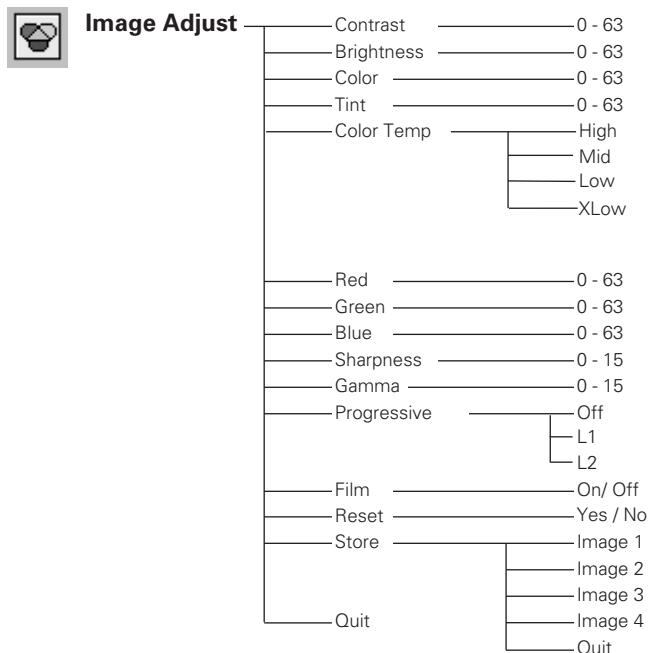 Image Adjust Contrast 0 - 63
Brightness 0 - 63
Color 0 - 63
Tint 0 - 63
Color Temp High
Mid
Low
XLow
Red 0 - 63
Green 0 - 63
Blue 0 - 63
Sharpness 0 - 15
Gamma 0 - 15
Progressive Off
L1
L2
Film On/ Off
Reset Yes / No
Store Image 1
Image 2
Image 3
Quit Image 4
Quit